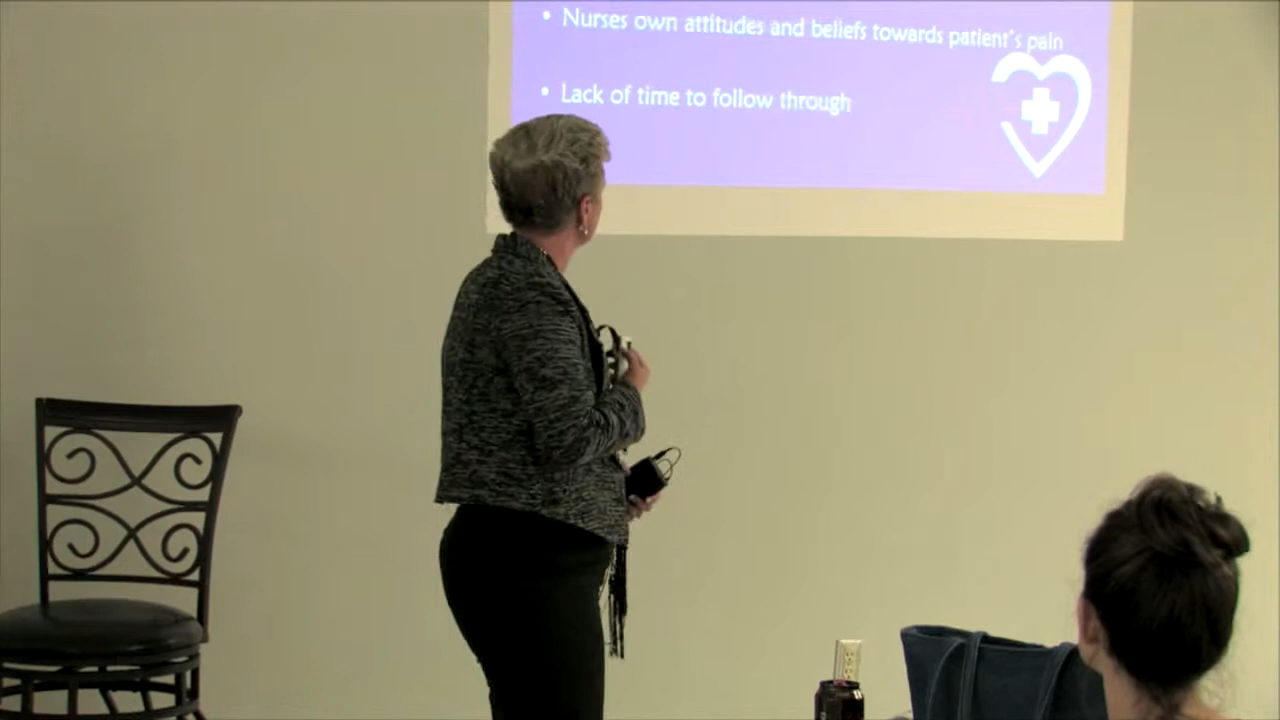 • Nurses own attitudes and beliefs towards patient's pain
• Lack of time to follow through